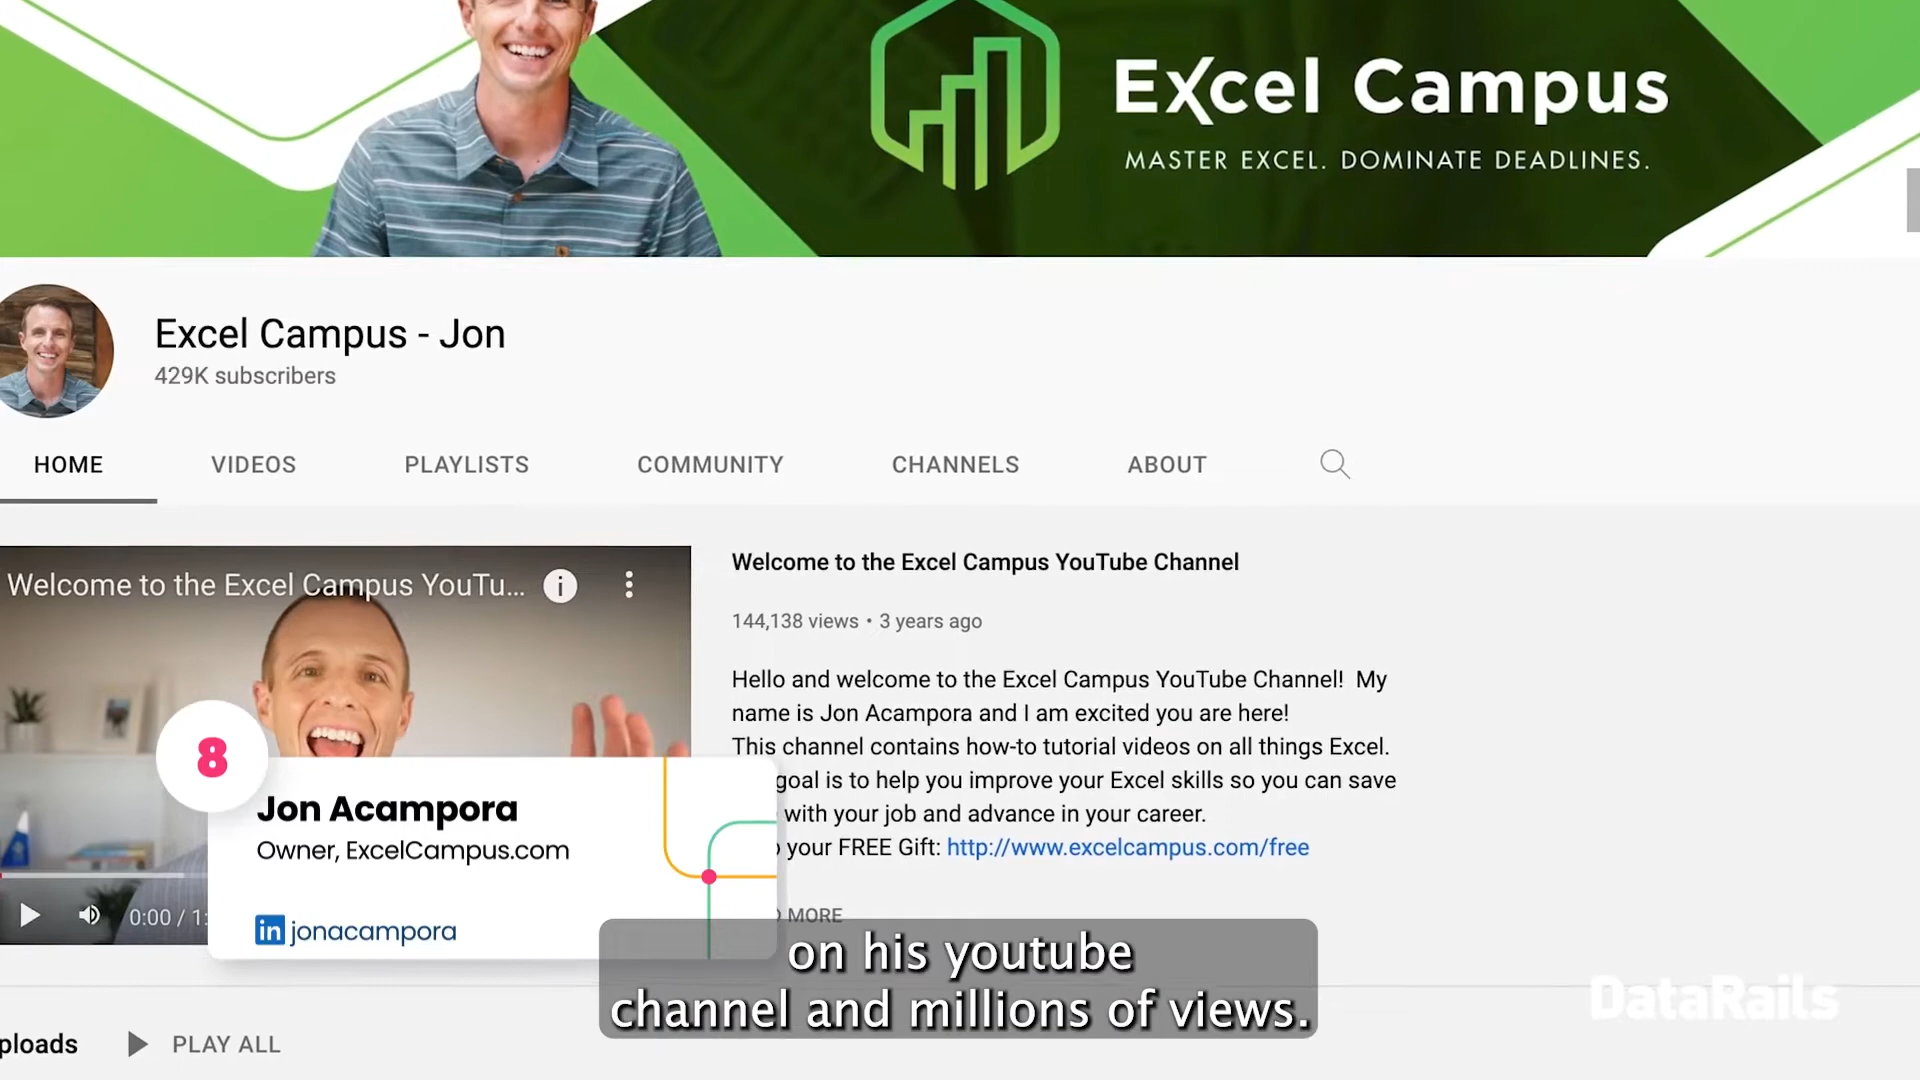 Excel Campus
MASTER EXCEL. DOMINATE DEADLINES.
Excel Campus - Jon
429K subscribers
HOME
VIDEOS
PLAYLISTS
COMMUNITY
CHANNELS
ABOUT
Welcome to the Excel Campus YouTu...
Welcome to the Excel Campus YouTube Channel
144,138 views • 3 years ago
Hello and welcome to the Excel Campus YouTube Channel! My
name is Jon Acampora and I am excited you are here!
This channel contains how-to tutorial videos on all things Excel.
goal is to help you improve your Excel skills so you can save
with your job and advance in your career.
your FREE Gift: http://www.excelcampus.com/free
MORE
8
Jon Acampora
Owner, ExcelCampus.com
in jonacampora
0:00 / 1:
on his youtube
channel and millions of views.
DataRails
ploads
PLAY ALL